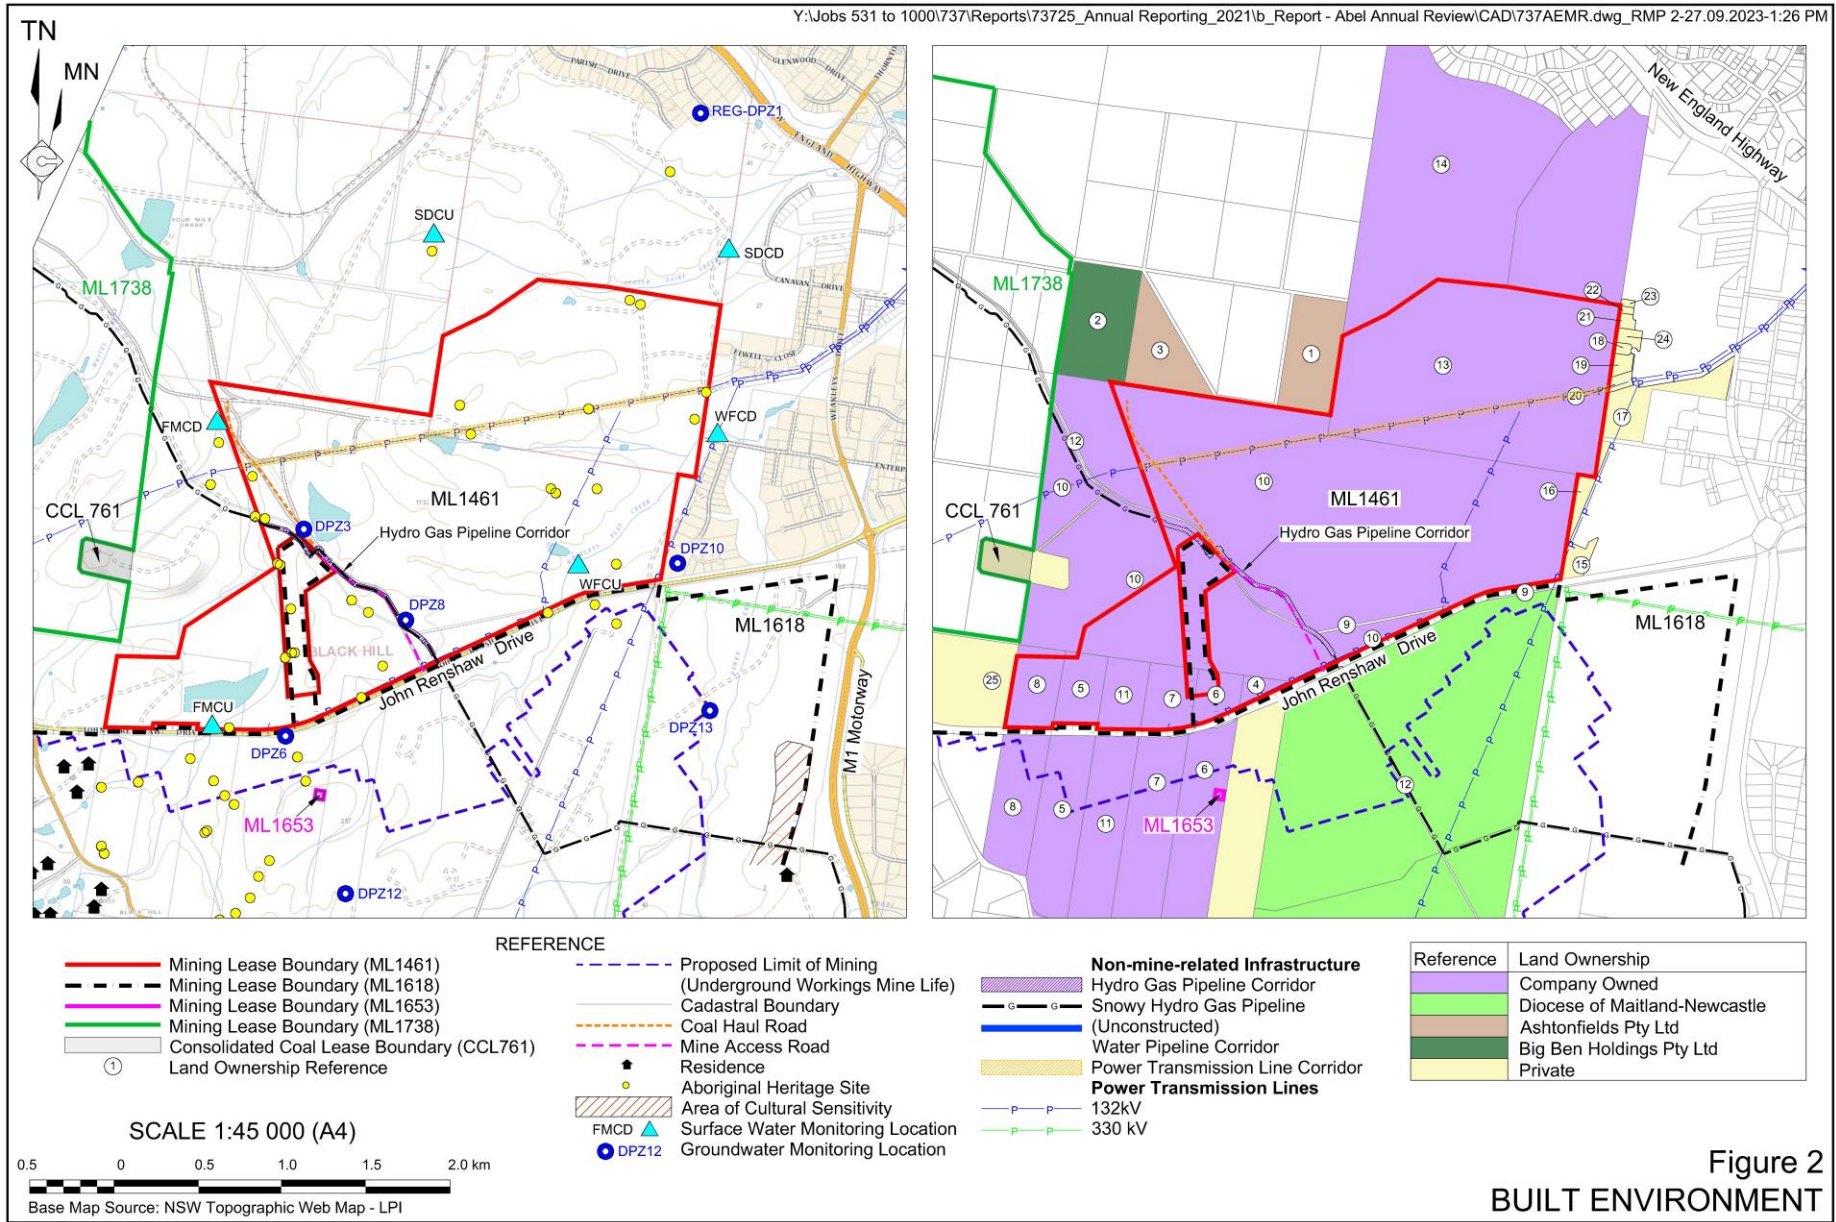 Y:\Jobs 531 to 1000\737\Reports\73725_Annual Reporting_2021\b_Report - Abel Annual Review\CAD\737AEMR.dwg_RMP 2-27.09.2023-1:26 PM
TN
MN
PARISH DRIVE
GLENWOOD DRIVE
REG-DPZ1
ENGLAND HIGHWAY
SDCU
SDCD
CANAVAN DRIVE
ML1738
ELWELL CLOSE
WEAKLEYS
FMCD
WFCD
CCL 761
ML1461
DPZ3
Hydro Gas Pipeline Corridor
DPZ10
WFCU
DPZ8
ML1618
BLACK HILL
John Renshaw Drive
FMCU
DPZ6
DPZ13
M1 Motorway
ML1653
DPZ12
New England Highway
14
ML1738
22
23
2
21
3
1
18
24
13
19
20
17
12
10
10
ML1461
16
CCL 761
Hydro Gas Pipeline Corridor
15
10
9
9
ML1618
10
John Renshaw Drive
25
8
5
11
7
6
4
6
7
12
8
5
11
ML1653
REFERENCE
Mining Lease Boundary (ML1461)
Mining Lease Boundary (ML1618)
Mining Lease Boundary (ML1653)
Mining Lease Boundary (ML1738)
Consolidated Coal Lease Boundary (CCL761)
1 Land Ownership Reference
Proposed Limit of Mining
(Underground Workings Mine Life)
Cadastral Boundary
Coal Haul Road
Mine Access Road
Residence
Aboriginal Heritage Site
Area of Cultural Sensitivity
FMCD Surface Water Monitoring Location
DPZ12 Groundwater Monitoring Location
Non-mine-related Infrastructure
Hydro Gas Pipeline Corridor
G G Snowy Hydro Gas Pipeline
(Unconstructed)
Water Pipeline Corridor
Power Transmission Line Corridor
Power Transmission Lines
P P 132kV
P P 330 kV
Reference Land Ownership
Company Owned
Diocese of Maitland-Newcastle
Ashtonfields Pty Ltd
Big Ben Holdings Pty Ltd
Private
SCALE 1:45 000 (A4)
0.5 0 0.5 1.0 1.5 2.0 km
Base Map Source: NSW Topographic Web Map - LPI
Figure 2
BUILT ENVIRONMENT